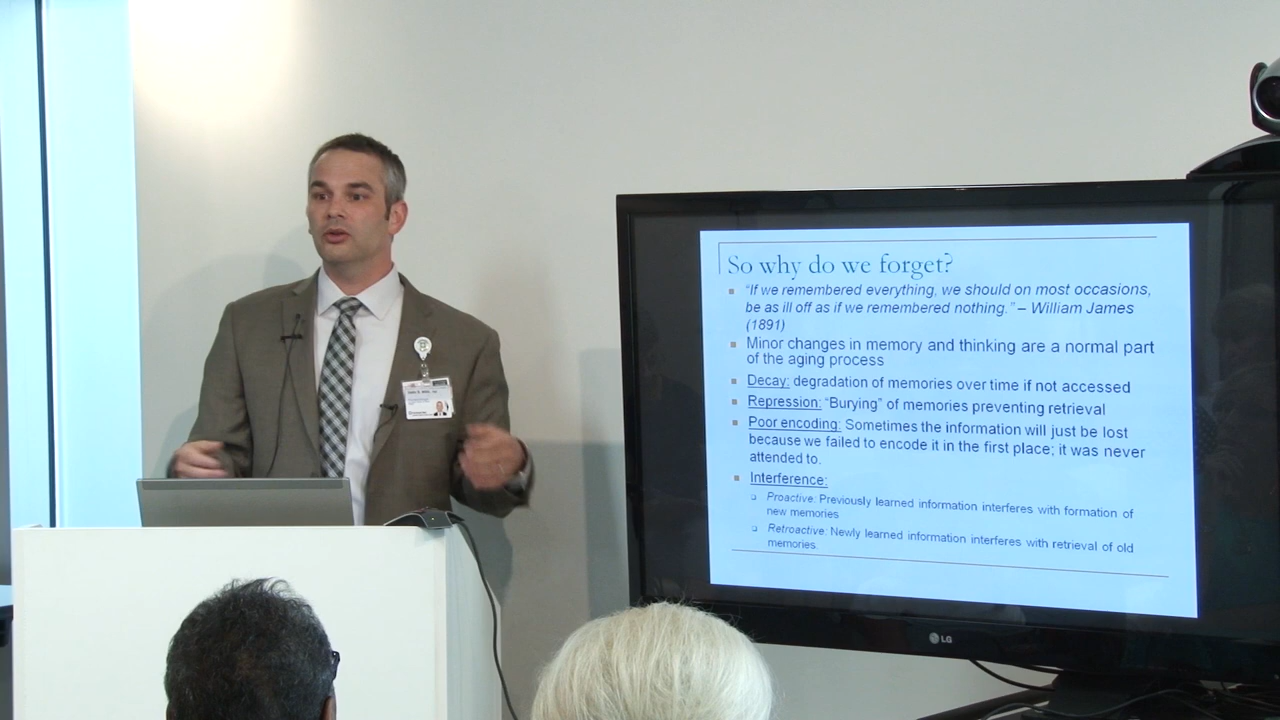 So why do we forget?
"If we remembered everything, we should on most occasions,
be as ill off as if we remembered nothing." – William James
(1891)
Minor changes in memory and thinking are a normal part
of the aging process
Decay: degradation of memories over time if not accessed
Repression: "Burying" of memories preventing retrieval
Poor encoding: Sometimes the information will just be lost
because we failed to encode it in the first place; it was never
attended to.
Interference:
Proactive: Previously learned information interferes with formation of
new memories
Retroactive: Newly learned information interferes with retrieval of old
memories.
LG